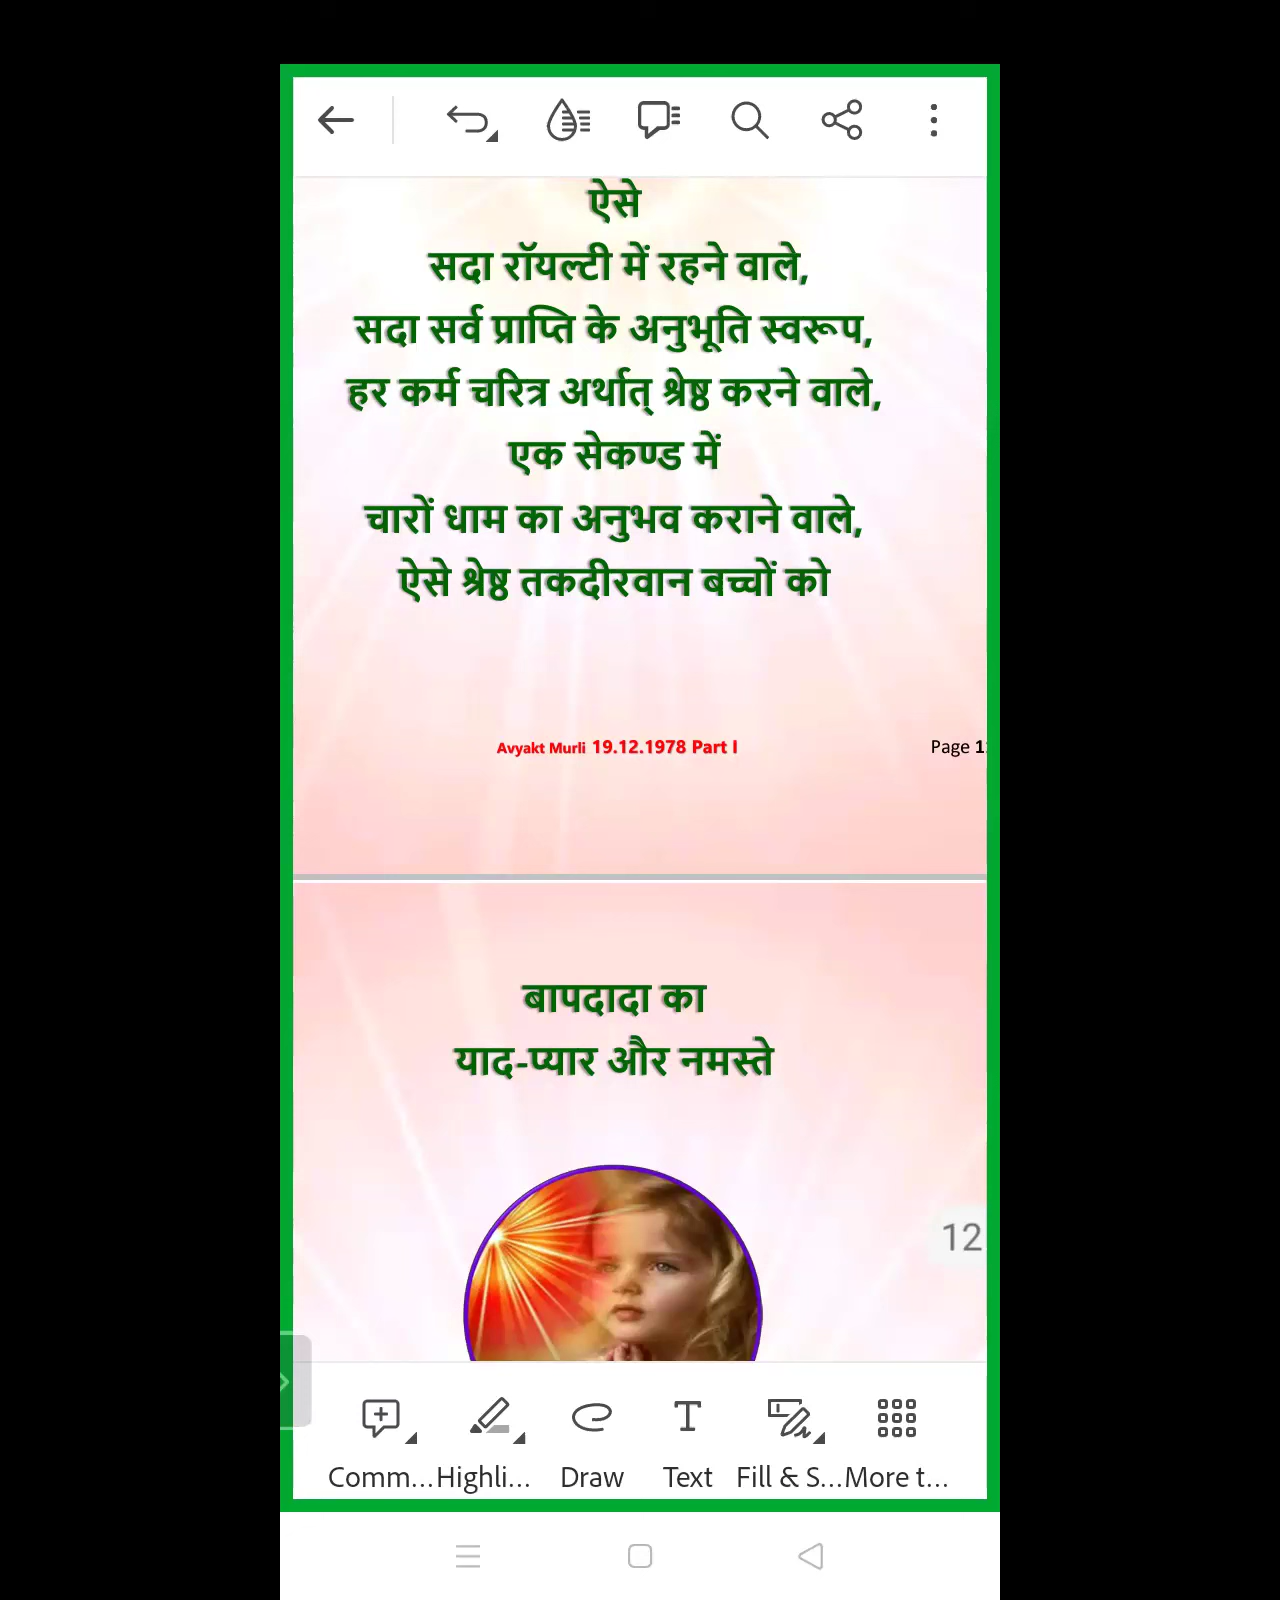 ऐसे
सदा रॉयल्टी में रहने वाले,
सदा सर्व प्राप्ति के अनुभूति स्वरूप,
हर कर्म चरित्र अर्थात् श्रेष्ठ करने वाले,
एक सेकण्ड में
चारों धाम का अनुभव कराने वाले,
ऐसे श्रेष्ठ तकदीरवान बच्चों को
Avyakt Murli 19.12.1978 Part I
Page
बापदादा का
याद-प्यार और नमस्ते
12
Comm... Highli... Draw Text Fill & S... More t...